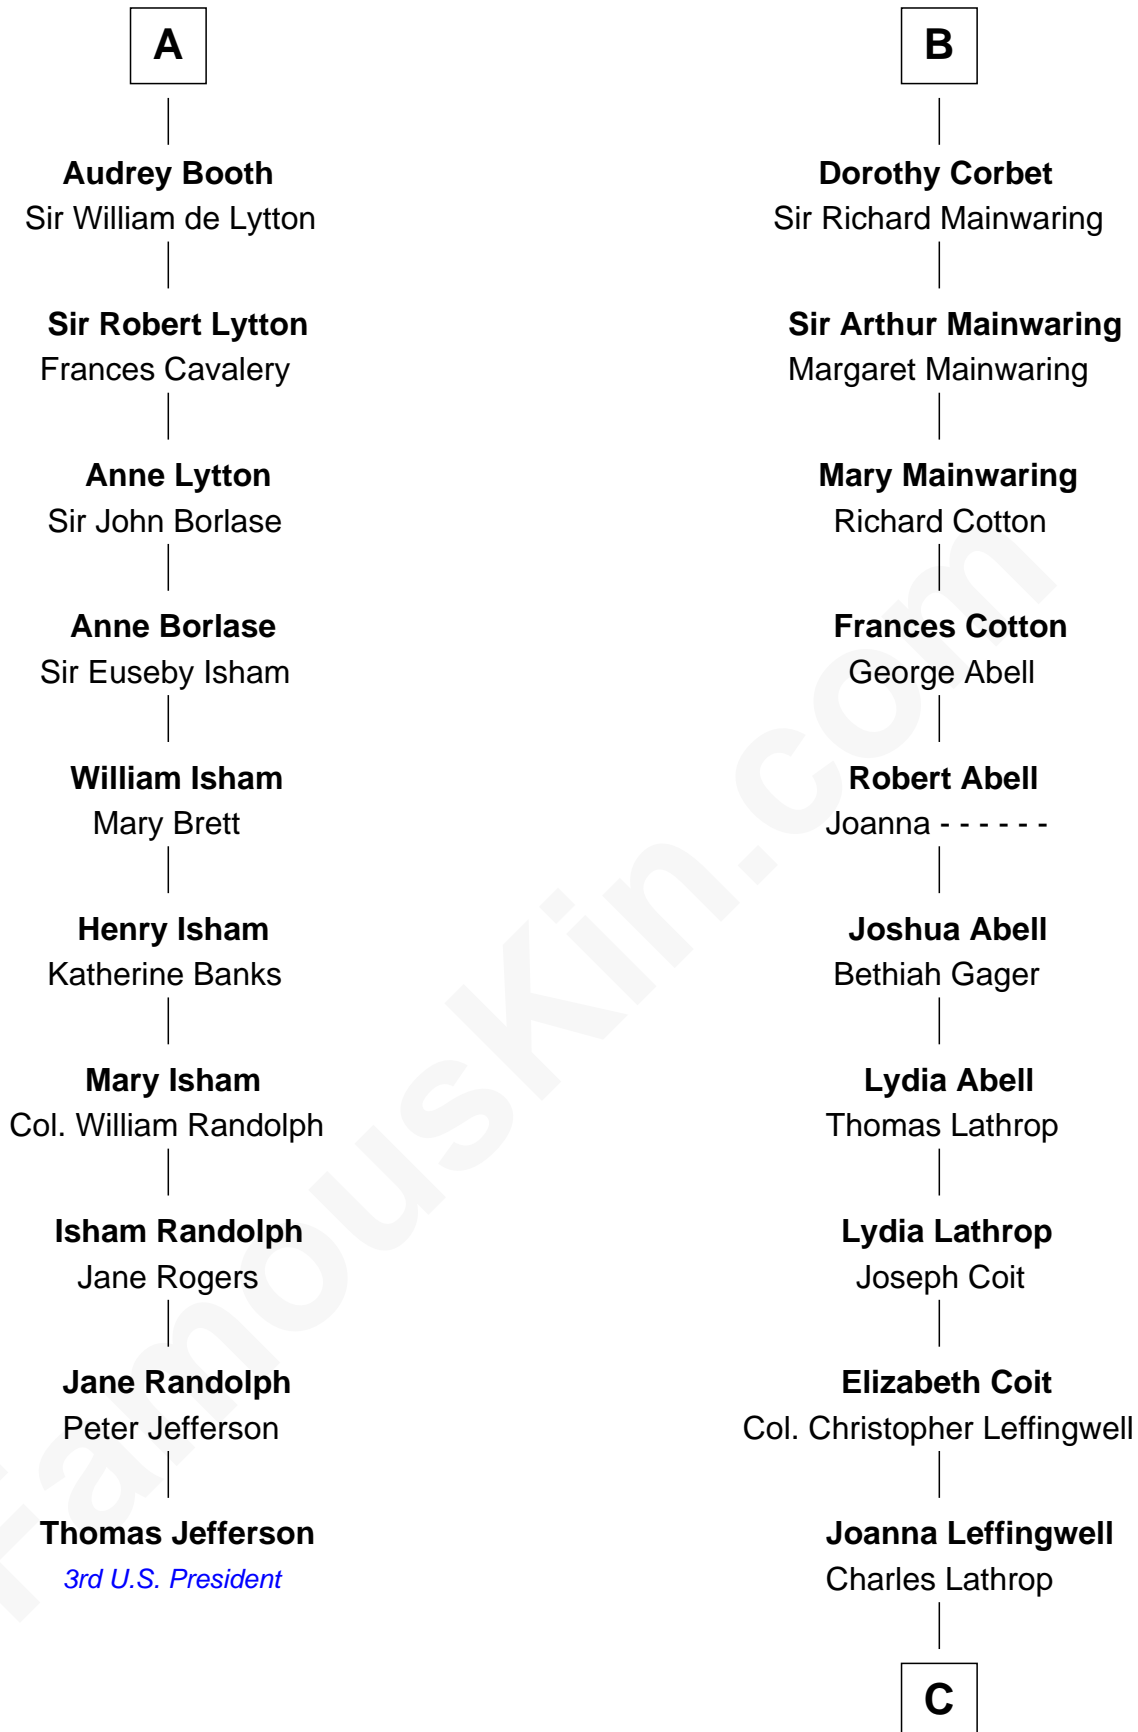 A
Audrey Booth
Sir William de Lytton
Sir Robert Lytton
Frances Cavalery
Anne Lytton
Sir John Borlase
Anne Borlase
Sir Euseby Isham
William Isham
Mary Brett
Henry Isham
Katherine Banks
Mary Isham
Col. William Randolph
Isham Randolph
Jane Rogers
Jane Randolph
Peter Jefferson
Thomas Jefferson
3rd U.S. President
B
Dorothy Corbet
Sir Richard Mainwaring
Sir Arthur Mainwaring
Margaret Mainwaring
Mary Mainwaring
Richard Cotton
Frances Cotton
George Abell
Robert Abell
Joanna - - - - - -
Joshua Abell
Bethiah Gager
Lydia Abell
Thomas Lathrop
Lydia Lathrop
Joseph Coit
Elizabeth Coit
Col. Christopher Leffingwell
Joanna Leffingwell
Charles Lathrop
C
FamousKin.com